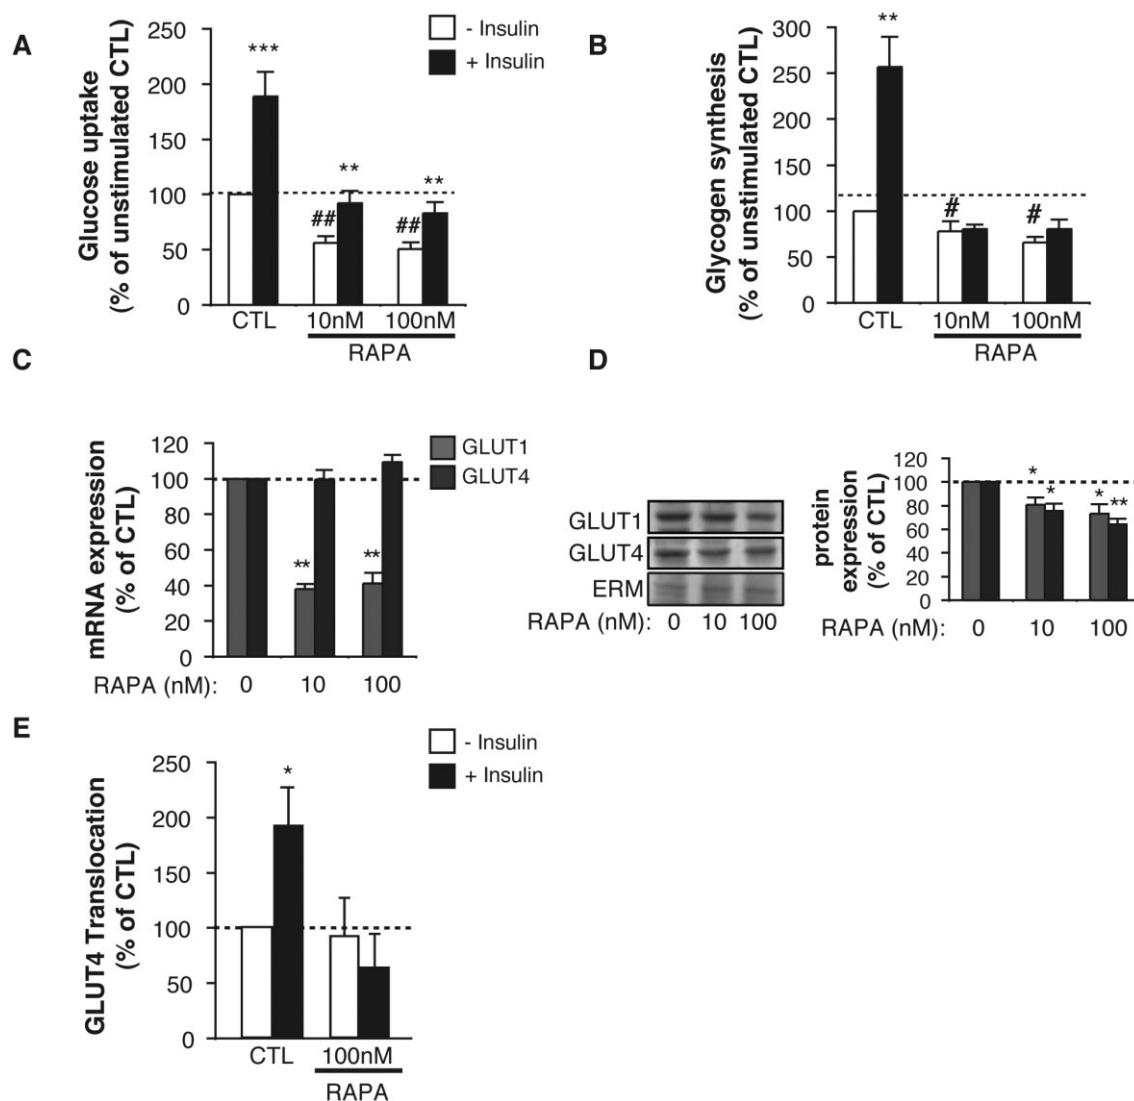 A
Glucose uptake
(% of unstimulated CTL)
250
200
150
100
50
0
***
##
**
##
**
- Insulin
+ Insulin
CTL
10nM
100nM
RAPA
B
Glycogen synthesis
(% of unstimulated CTL)
300
250
200
150
100
50
0
**
#
#
CTL
10nM
100nM
RAPA
C
mRNA expression
(% of CTL)
120
100
80
60
40
20
0
**
**
GLUT1
GLUT4
RAPA (nM): 0 10 100
D
GLUT1
GLUT4
ERM
RAPA (nM): 0 10 100
protein
expression
(% of CTL)
120
100
80
60
40
20
0
*
*
*
**
RAPA (nM): 0 10 100
E
GLUT4 Translocation
(% of CTL)
250
200
150
100
50
0
*
- Insulin
+ Insulin
CTL
100nM
RAPA